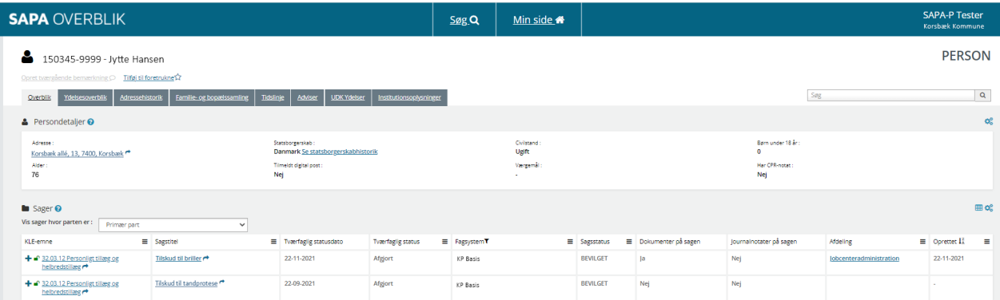 SAPA OVERBLIK Søg Min side SAPA-P Tester
Korsbæk Kommune
150345-9999 - Jytte Hansen PERSON
Opret tværgående bemærkning Tilføj til foretrukne
Overblik Ydelsesoverblik Adressehistorik Familie- og bopælssamling Tidslinje Adviser UDK Ydelser Institutionsoplysninger Søg
Persondetaljer
Adresse : Statsborgerskab : Civilstand : Børn under 18 år :
Korsbæk allé, 13, 7400, Korsbæk Danmark Se statsborgerskabhistorik Ugift 0
Alder : Tilmeldt digital post : Værgemål : Har CPR-notat :
76 Nej - Nej
Sager
Vis sager hvor parten er : Primær part
KLE-emne Sagstitel Tværfaglig statusdato Tværfaglig status Fagsystem Sagsstatus Dokumenter på sagen Journalnotater på sagen Afdeling Oprettet
32.03.12 Personligt tillæg og Tilskud til briller 22-11-2021 Afgjort KP Basis BEVILGET Ja Nej Jobcenteradministration 22-11-2021
helbredstillæg
32.03.12 Personligt tillæg og Tilskud til tandprotese 22-09-2021 Afgjort KP Basis BEVILGET Nej Nej -
helbredstillæg